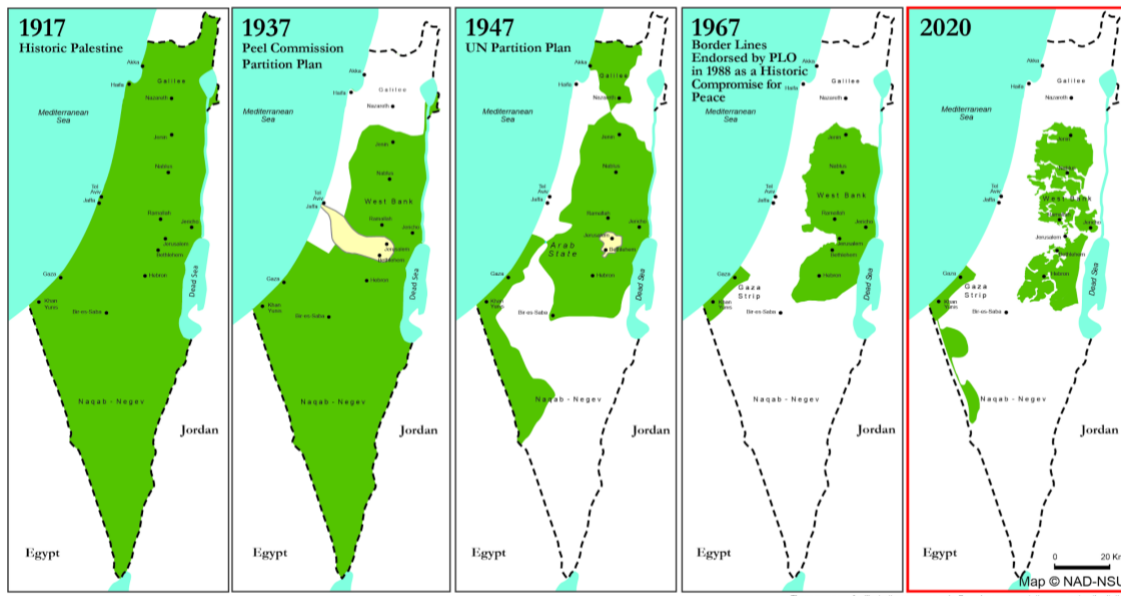 1917
Historic Palestine
Akka
Haifa
Galilee
Nazareth
Mediterranean
Sea
Jenin
Nablus
Tel
Aviv
Jaffa
Ramallah
Jericho
Jerusalem
Bethlehem
Gaza
Hebron
Dead Sea
Khan
Yunis
Bir-es-Saba
Naqab - Negev
Jordan
Egypt
1937
Peel Commission
Partition Plan
Akka
Haifa
Galilee
Nazareth
Mediterranean
Sea
Jenin
Nablus
West Bank
Tel
Aviv
Jaffa
Ramallah
Jericho
Jerusalem
Bethlehem
Gaza
Hebron
Dead Sea
Khan
Yunis
Bir-es-Saba
Naqab - Negev
Jordan
Egypt
1947
UN Partition Plan
Akka
Haifa
Galilee
Nazareth
Mediterranean
Sea
Jenin
Nablus
Tel
Aviv
Jaffa
Ramallah
Jericho
Jerusalem
Bethlehem
Arab
State
Gaza
Hebron
Dead Sea
Khan
Yunis
Bir-es-Saba
Naqab - Negev
Jordan
Egypt
1967
Border Lines
Endorsed by PLO
in 1988 as a Historic
Compromise for
Peace
Akka
Haifa
Galilee
Nazareth
Mediterranean
Sea
Jenin
Nablus
West Bank
Tel
Aviv
Jaffa
Ramallah
Jericho
Jerusalem
Bethlehem
Gaza
Hebron
Gaza
Strip
Dead Sea
Khan
Yunis
Bir-es-Saba
Naqab - Negev
Jordan
Egypt
2020
Akka
Haifa
Galilee
Nazareth
Mediterranean
Sea
Jenin
Nablus
West Bank
Tel
Aviv
Jaffa
Jericho
Jerusalem
Bethlehem
Gaza
Hebron
Gaza
Strip
Dead Sea
Khan
Yunis
Bir-es-Saba
Naqab - Negev
Jordan
Egypt
0 20 Km
Map © NAD-NSU